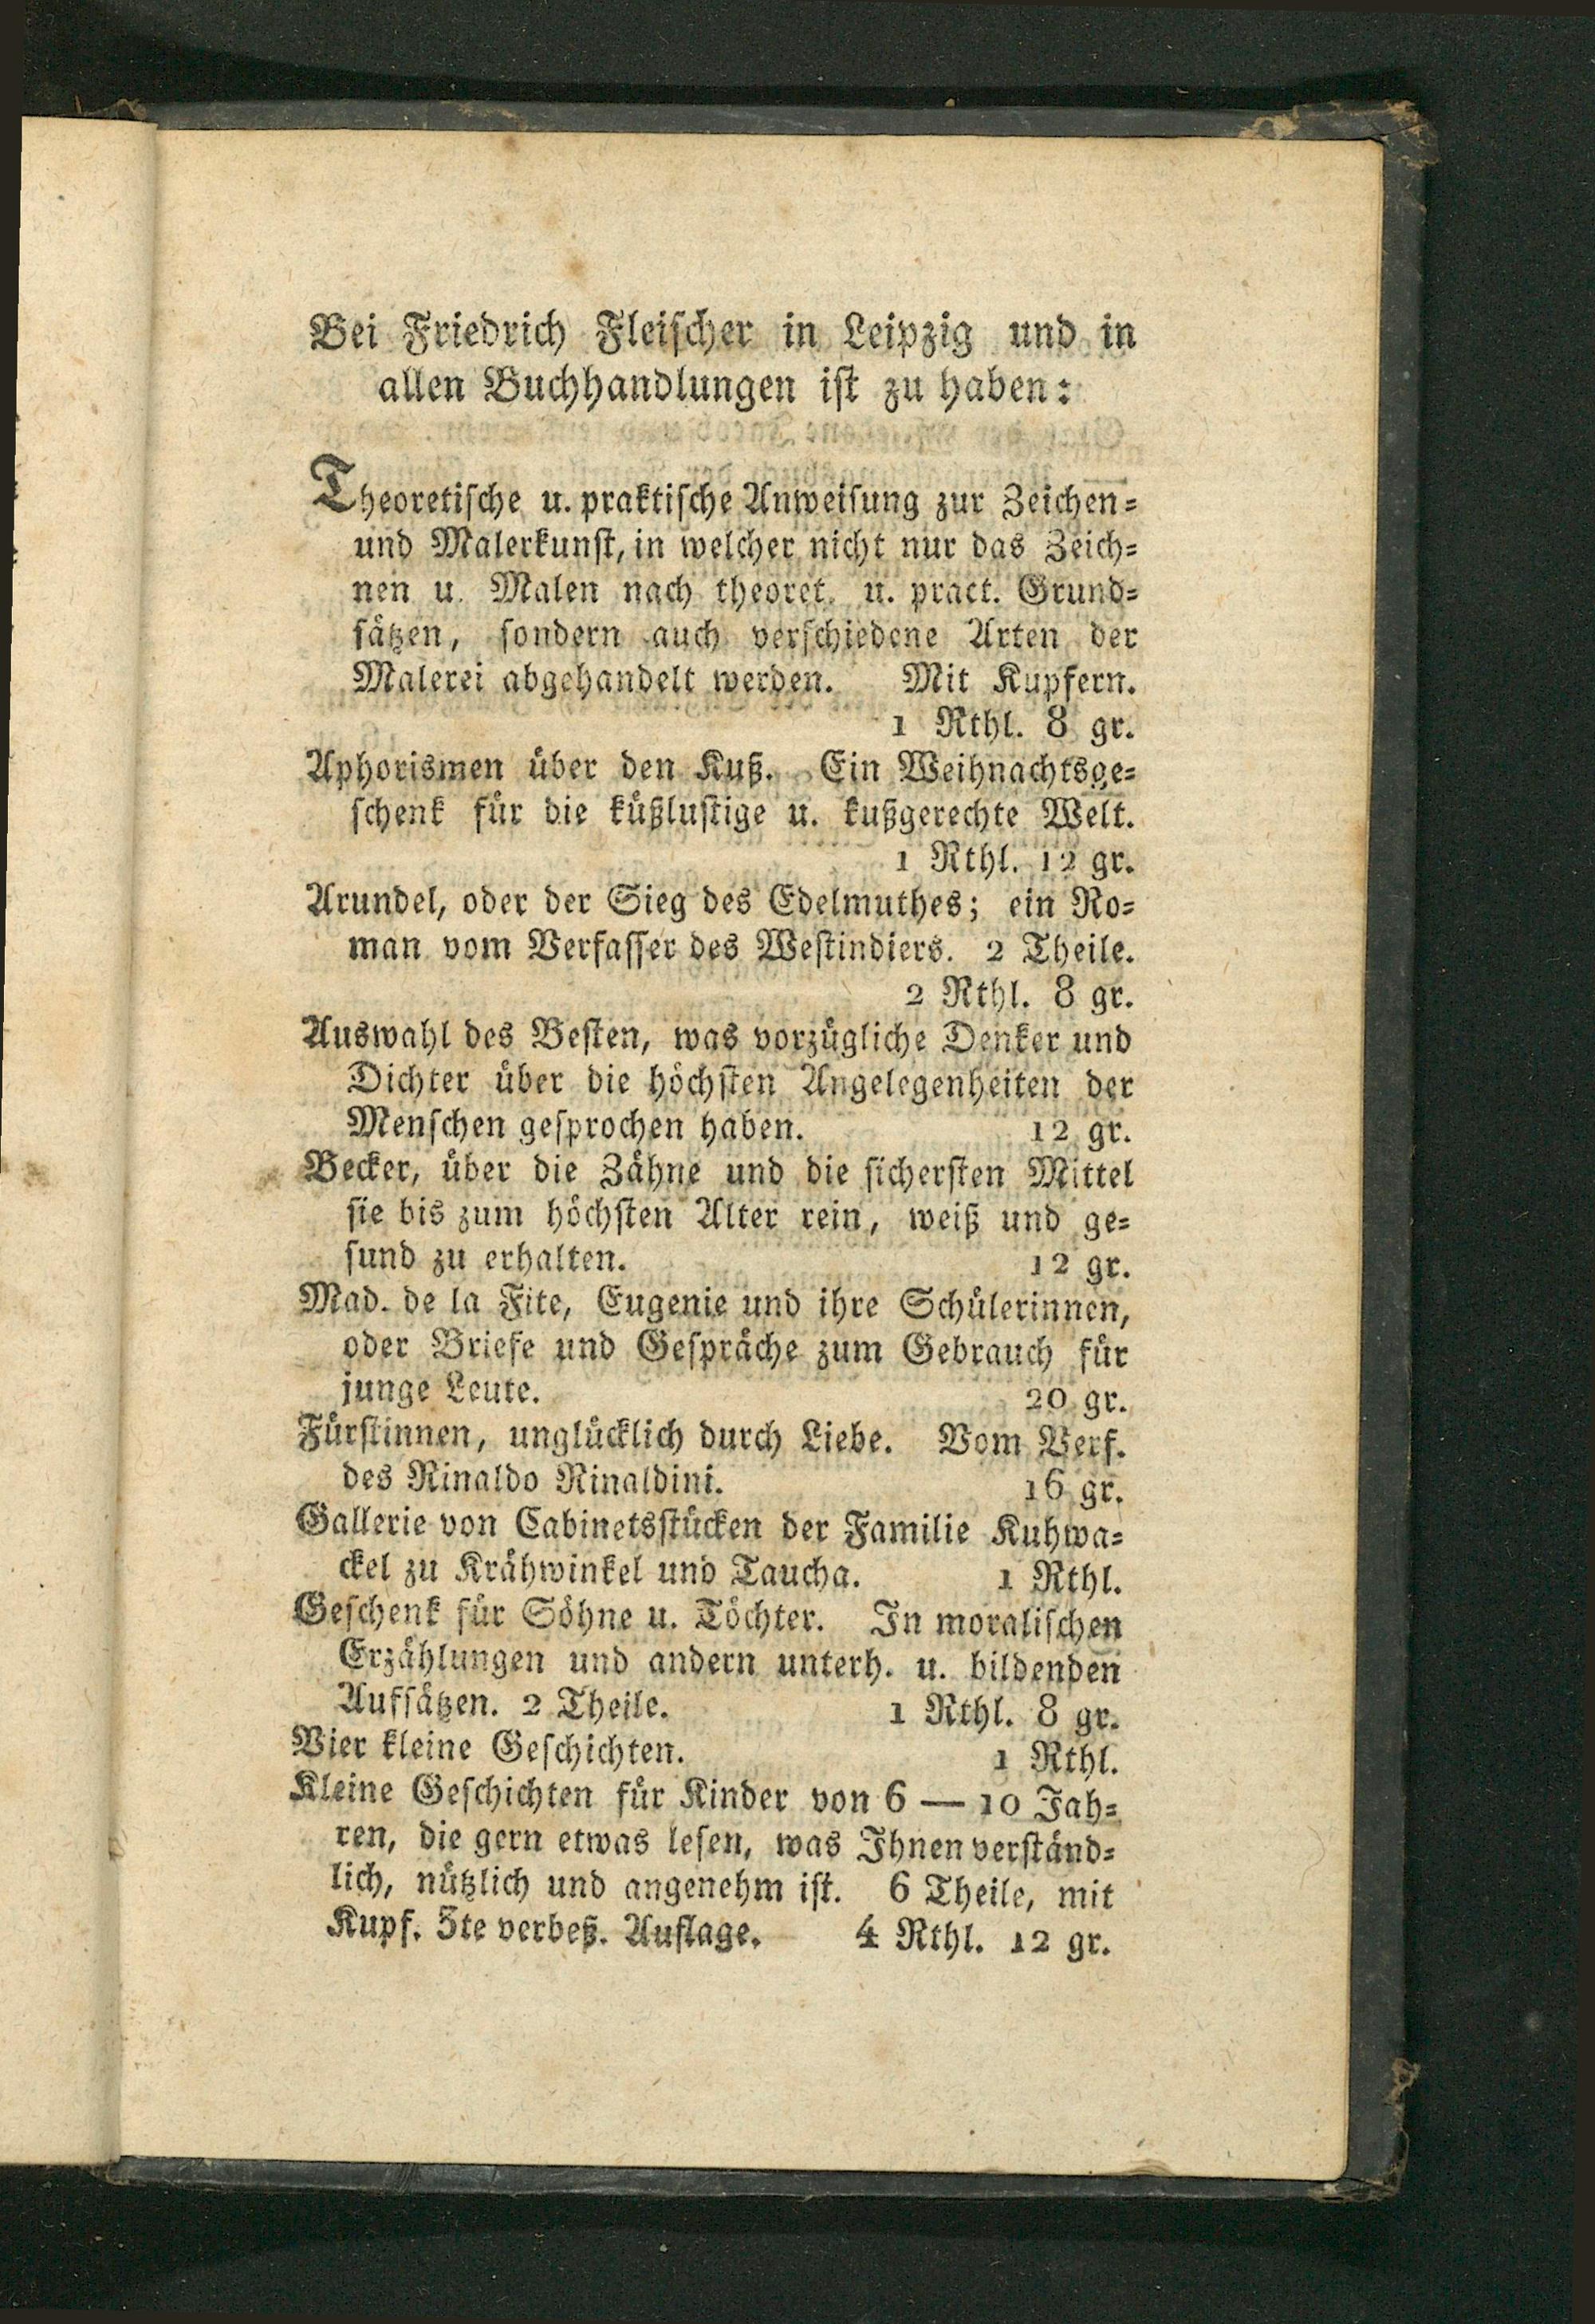 Bei Friedrich Fleischer in Leipzig und in
allen Buchhandlungen ist zu haben:
Theoretische u. praktische Anweisung zur Zeichen-
und Malerkunst, in welcher nicht nur das Zeich-
nen u. Malen nach theoret. u. pract. Grund-
sätzen, sondern auch verschiedene Arten der
Malerei abgehandelt werden. Mit Kupfern.
1 Rthl. 8 gr.
Aphorismen über den Kuß. Ein Weihnachtsge-
schenk für die küßlustige u. kußgerechte Welt.
1 Rthl. 12 gr.
Arundel, oder der Sieg des Edelmuthes; ein Ro-
man vom Verfasser des Westindiers. 2 Theile.
2 Rthl. 8 gr.
Auswahl des Besten, was vorzügliche Denker und
Dichter über die höchsten Angelegenheiten der
Menschen gesprochen haben. 12 gr.
Becker, über die Zähne und die sichersten Mittel
sie bis zum höchsten Alter rein, weiß und ge-
sund zu erhalten. 12 gr.
Mad. de la Fite, Eugenie und ihre Schülerinnen,
oder Briefe und Gespräche zum Gebrauch für
junge Leute. 20 gr.
Fürstinnen, unglücklich durch Liebe. Vom Verf.
des Rinaldo Rinaldini. 16 gr.
Gallerie von Cabinetsstücken der Familie Kuhwa-
ckel zu Krähwinkel und Taucha. 1 Rthl.
Geschenk für Söhne u. Töchter. In moralischen
Erzählungen und andern unterh. u. bildenden
Aufsätzen. 2 Theile. 1 Rthl. 8 gr.
Vier kleine Geschichten. 1 Rthl.
Kleine Geschichten für Kinder von 6 — 10 Jah-
ren, die gern etwas lesen, was Ihnen verständ-
lich, nützlich und angenehm ist. 6 Theile, mit
Kupf. 3te verbeß. Auflage. 4 Rthl. 12 gr.